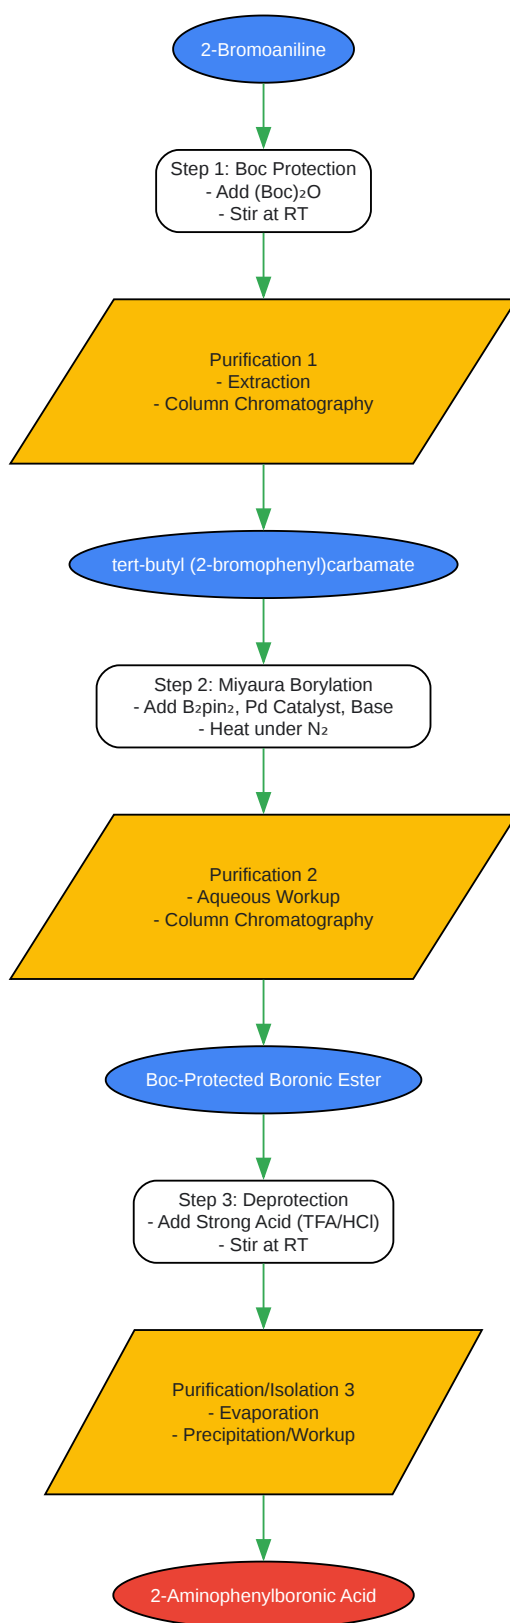 2-Bromoaniline
Step 1: Boc Protection
- Add (Boc)₂O
- Stir at RT
Purification 1
- Extraction
- Column Chromatography
tert-butyl (2-bromophenyl)carbamate
Step 2: Miyaura Borylation
- Add B₂pin₂, Pd Catalyst, Base
- Heat under N₂
Purification 2
- Aqueous Workup
- Column Chromatography
Boc-Protected Boronic Ester
Step 3: Deprotection
- Add Strong Acid (TFA/HCl)
- Stir at RT
Purification/Isolation 3
- Evaporation
- Precipitation/Workup
2-Aminophenylboronic Acid